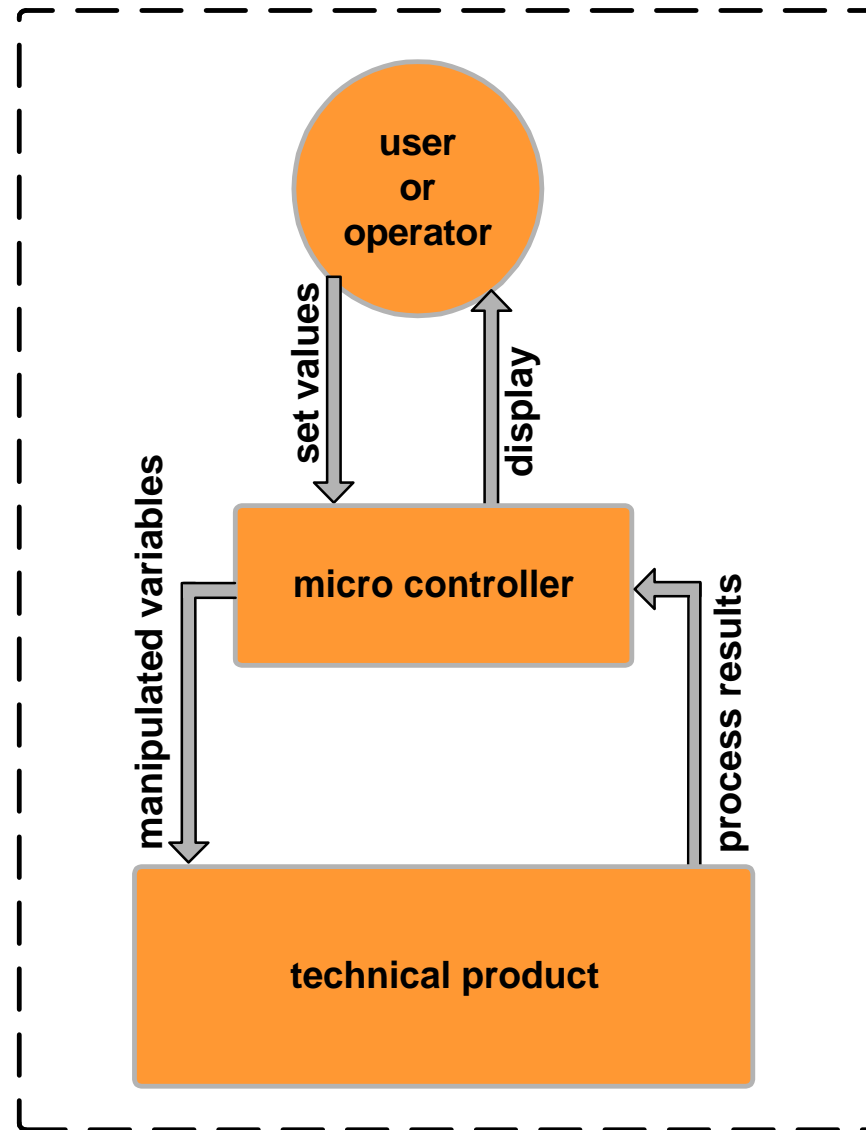 user
or
operator
set values
display
micro controller
manipulated variables
process results
technical product